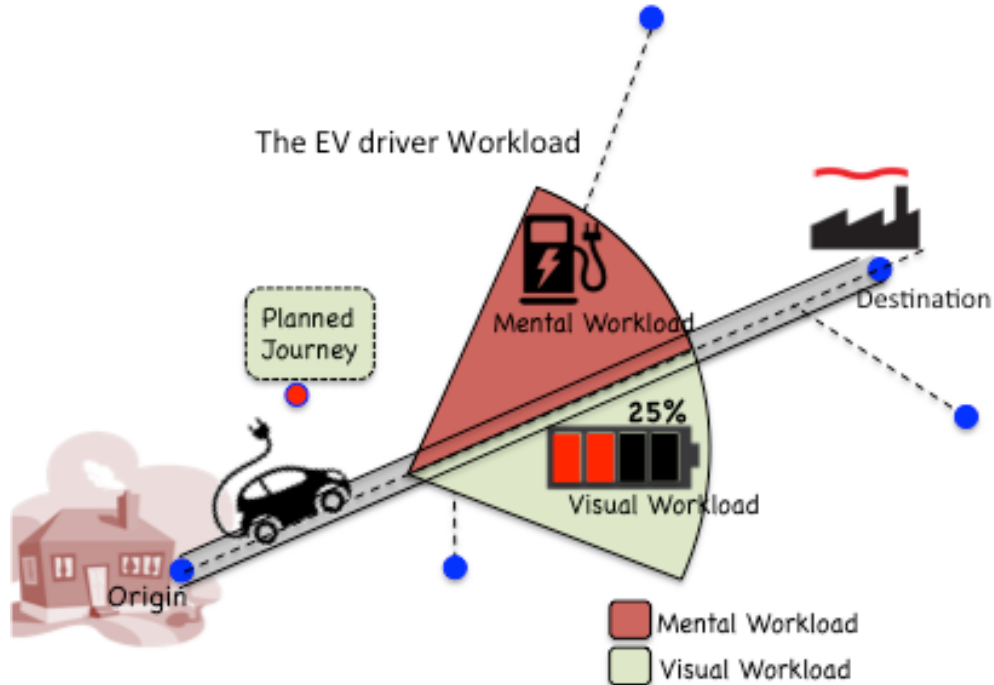 The EV driver Workload
Planned
Journey
Mental Workload
Destination
25%
Visual Workload
Origin
Mental Workload
Visual Workload